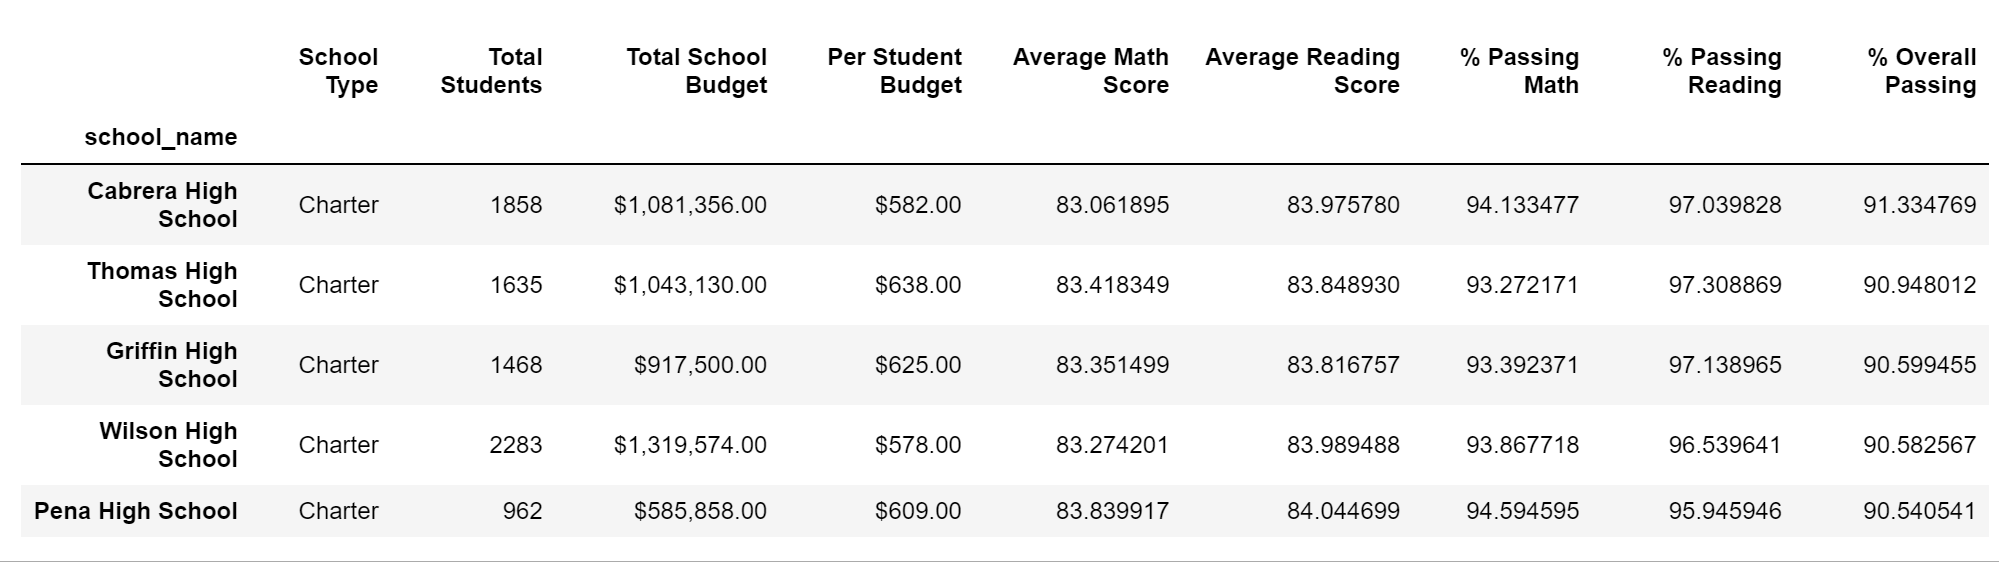 School Type Total Students Total School Budget Per Student Budget Average Math Score Average Reading Score % Passing Math % Passing Reading % Overall Passing
school_name
Cabrera High School Charter 1858 $1,081,356.00 $582.00 83.061895 83.975780 94.133477 97.039828 91.334769
Thomas High School Charter 1635 $1,043,130.00 $638.00 83.418349 83.848930 93.272171 97.308869 90.948012
Griffin High School Charter 1468 $917,500.00 $625.00 83.351499 83.816757 93.392371 97.138965 90.599455
Wilson High School Charter 2283 $1,319,574.00 $578.00 83.274201 83.989488 93.867718 96.539641 90.582567
Pena High School Charter 962 $585,858.00 $609.00 83.839917 84.044699 94.594595 95.945946 90.540541